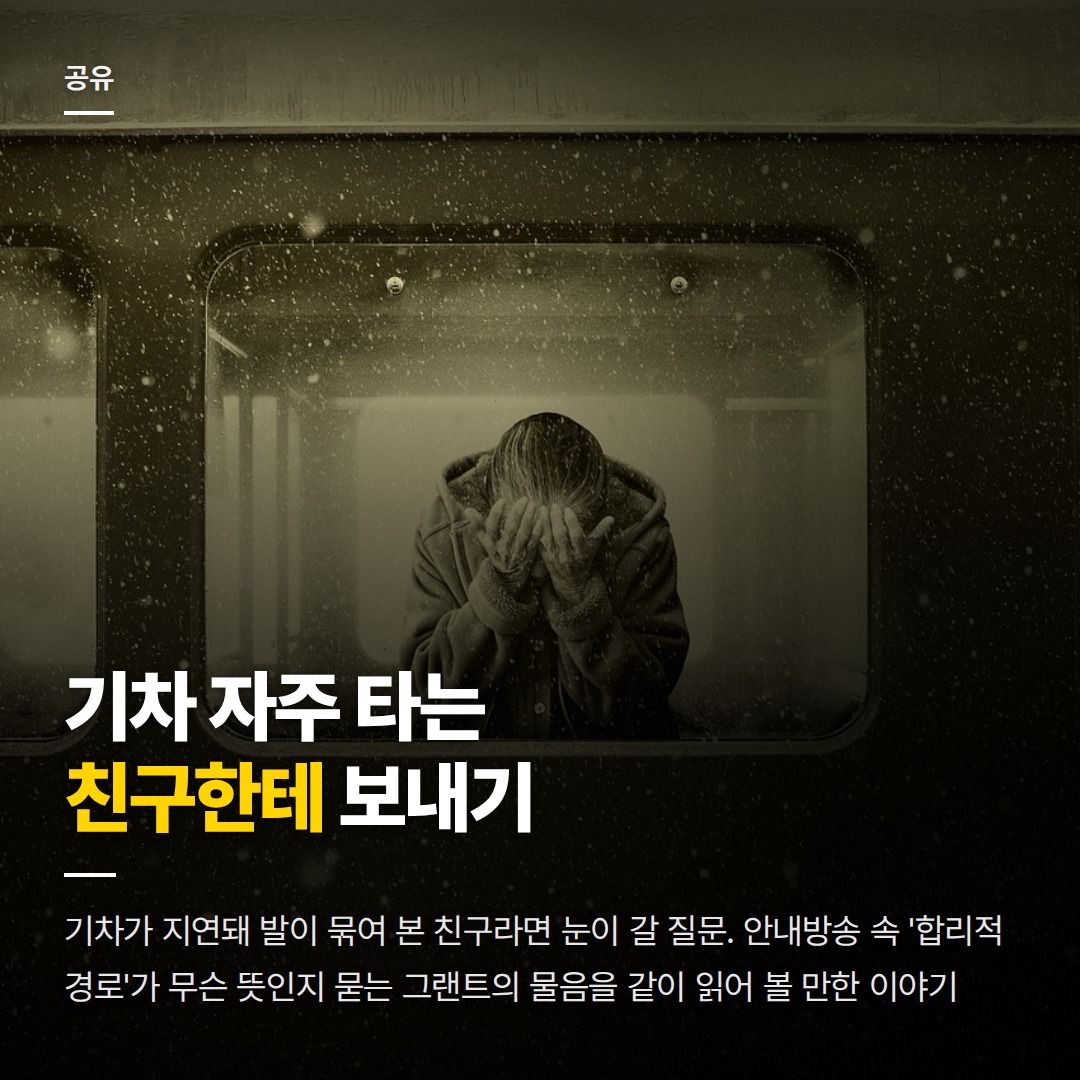 공유
기차 자주 타는
친구한테 보내기
기차가 지연돼 발이 묶여 본 친구라면 눈이 갈 질문. 안내방송 속 '합리적
경로'가 무슨 뜻인지 묻는 그랜트의 물음을 같이 읽어 볼 만한 이야기